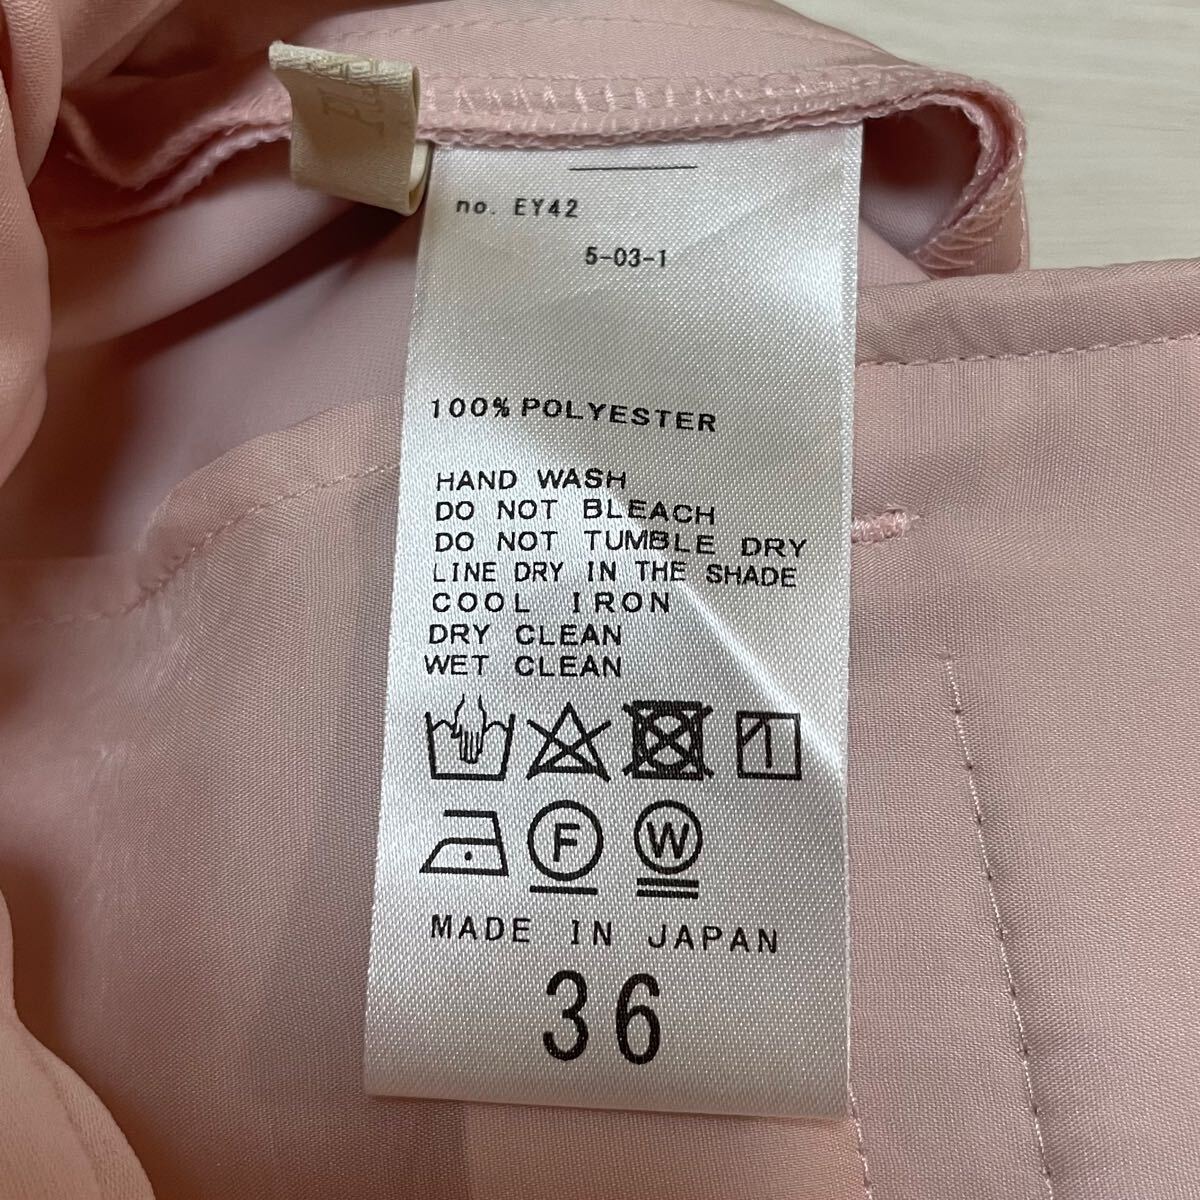 no. EY42
5-03-1
100% POLYESTER
HAND WASH
DO NOT BLEACH
DO NOT TUMBLE DRY
LINE DRY IN THE SHADE
COOL IRON
DRY CLEAN
WET CLEAN
F W
MADE IN JAPAN
36